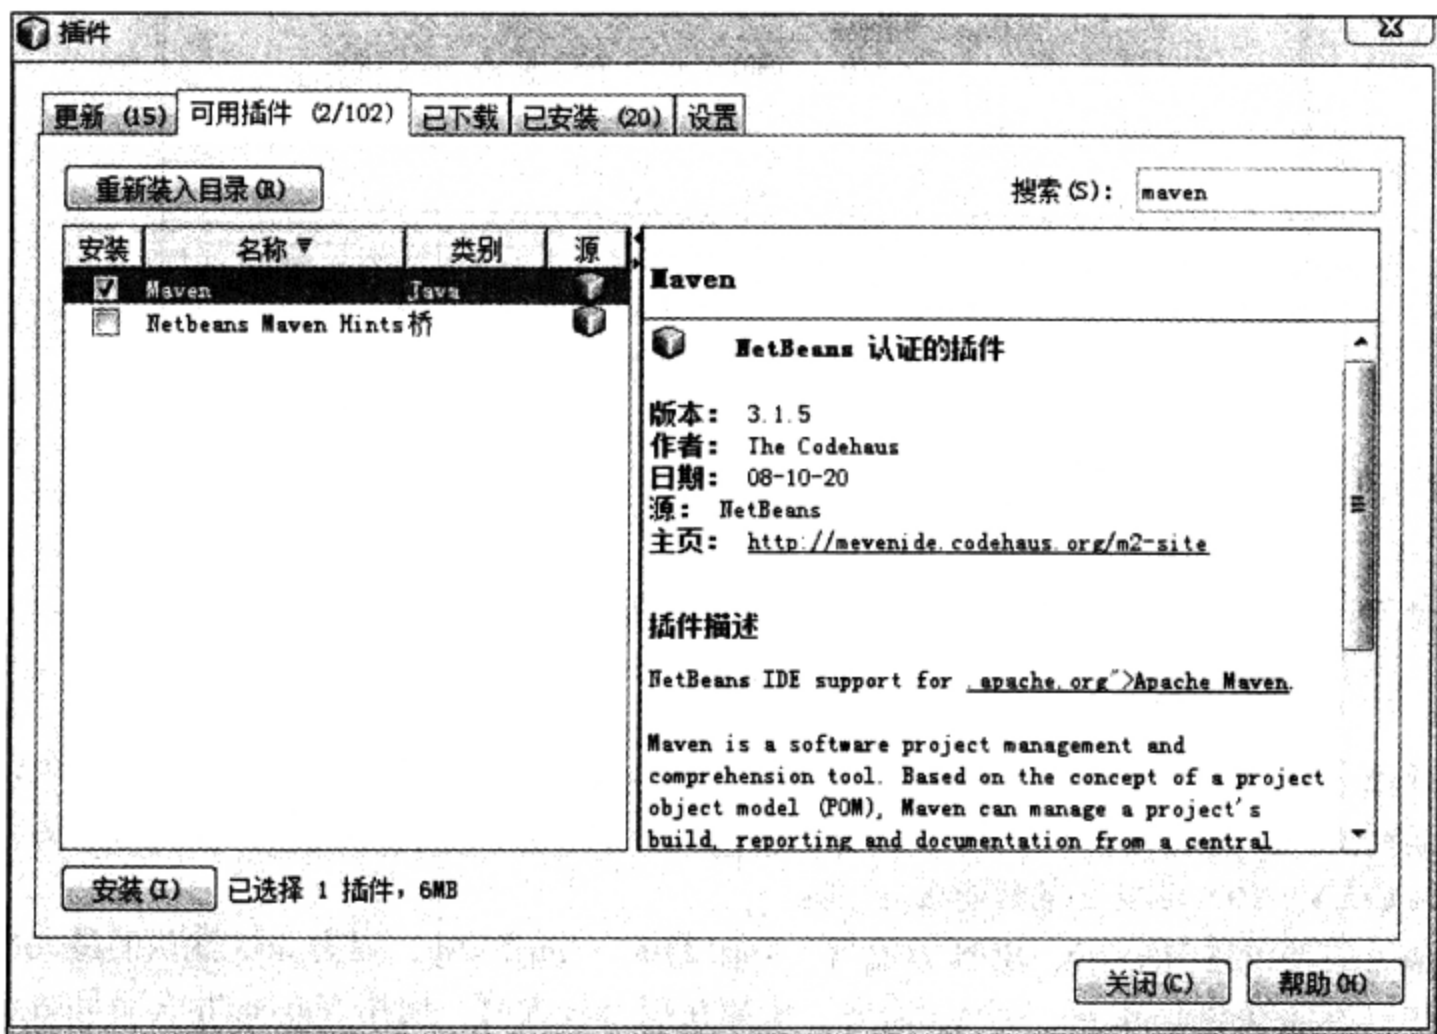 插件
更新 (15) 可用插件 (2/102) 已下载 已安装 (20) 设置
重新装入目录(R) 搜索(S): maven
安装 名称 类别 源
Maven Java
Netbeans Maven Hints 桥
Maven
NetBeans 认证的插件
版本: 3.1.5
作者: The Codehaus
日期: 08-10-20
源: NetBeans
主页: http://mevenide.codehaus.org/m2-site
插件描述
NetBeans IDE support for .apache.org">Apache Maven.
Maven is a software project management and
comprehension tool. Based on the concept of a project
object model (POM), Maven can manage a project's
build, reporting and documentation from a central
安装(I) 已选择 1 插件, 6MB
关闭(C) 帮助(H)